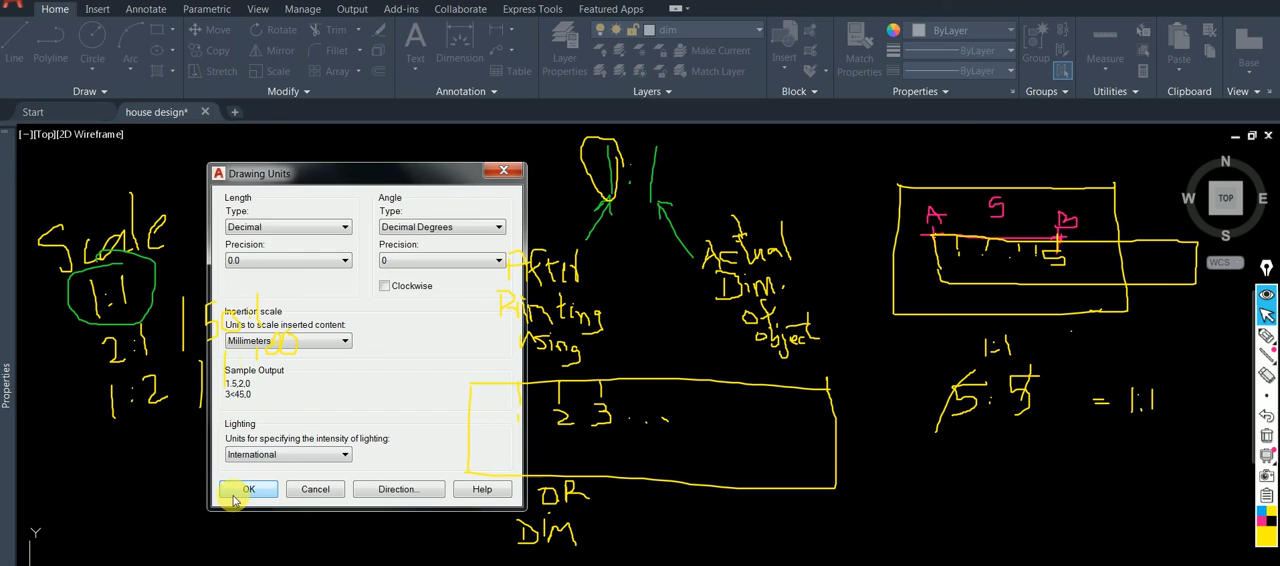 Home Insert Annotate Parametric View Manage Output Add-ins Collaborate Express Tools Featured Apps
Line Polyline Circle Arc
Move Rotate Trim
Copy Mirror Fillet
Stretch Scale Array
Text Dimension Table
Layer Properties
dim
Make Current
Match Layer
Insert
Match Properties
ByLayer
ByLayer
ByLayer
Group
Measure
Paste
Base
Draw Modify Annotation Layers Block Properties Groups Utilities Clipboard View
Start house design*
[−][Top][2D Wireframe]
Drawing Units
Length
Type:
Decimal
Precision:
0.0
Angle
Type:
Decimal Degrees
Precision:
0
Clockwise
Insertion scale
Units to scale inserted content:
Millimeters
Sample Output
1.5,2,0
3<45,0
Lighting
Units for specifying the intensity of lighting:
International
OK Cancel Direction... Help
Properties
Scale
1:1
2:1
1:2
Printing
Actual
Dim.
of
object
2 3 ...
OR
DIM
A 5 B
5
1:1
5:5 = 1:1
N
W TOP E
S
WCS
Y